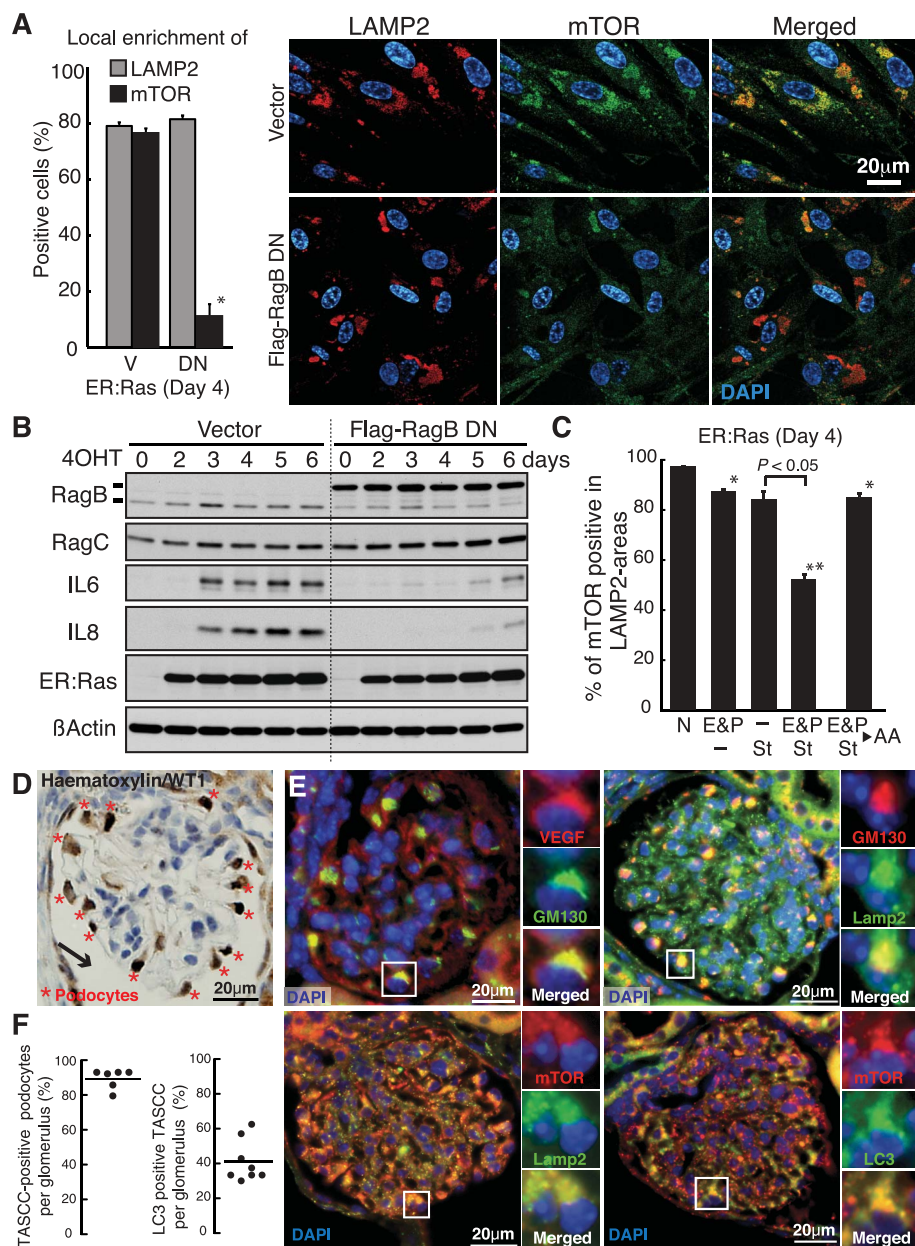 A
Local enrichment of
LAMP2
mTOR
Positive cells (%)
100
80
60
40
20
0
*
V DN
ER:Ras (Day 4)
LAMP2 mTOR Merged
Vector
20µm
Flag-RagB DN
DAPI
B
Vector Flag-RagB DN
4OHT 0 2 3 4 5 6 0 2 3 4 5 6 days
RagB
RagC
IL6
IL8
ER:Ras
ßActin
C
ER:Ras (Day 4)
P < 0.05
* ** *
% of mTOR positive in
LAMP2-areas
100
80
60
40
20
0
N E&P – E&P E&P
– St St St ▸AA
D
Haematoxylin/WT1
* Podocytes
20µm
E
VEGF
GM130
Merged
DAPI
20µm
GM130
Lamp2
Merged
DAPI
20µm
mTOR
Lamp2
Merged
DAPI
20µm
mTOR
LC3
Merged
DAPI
20µm
F
TASCC-positive podocytes
per glomerulus (%)
100
80
60
40
20
0
LC3 positive TASCC
per glomerulus (%)
100
80
60
40
20
0